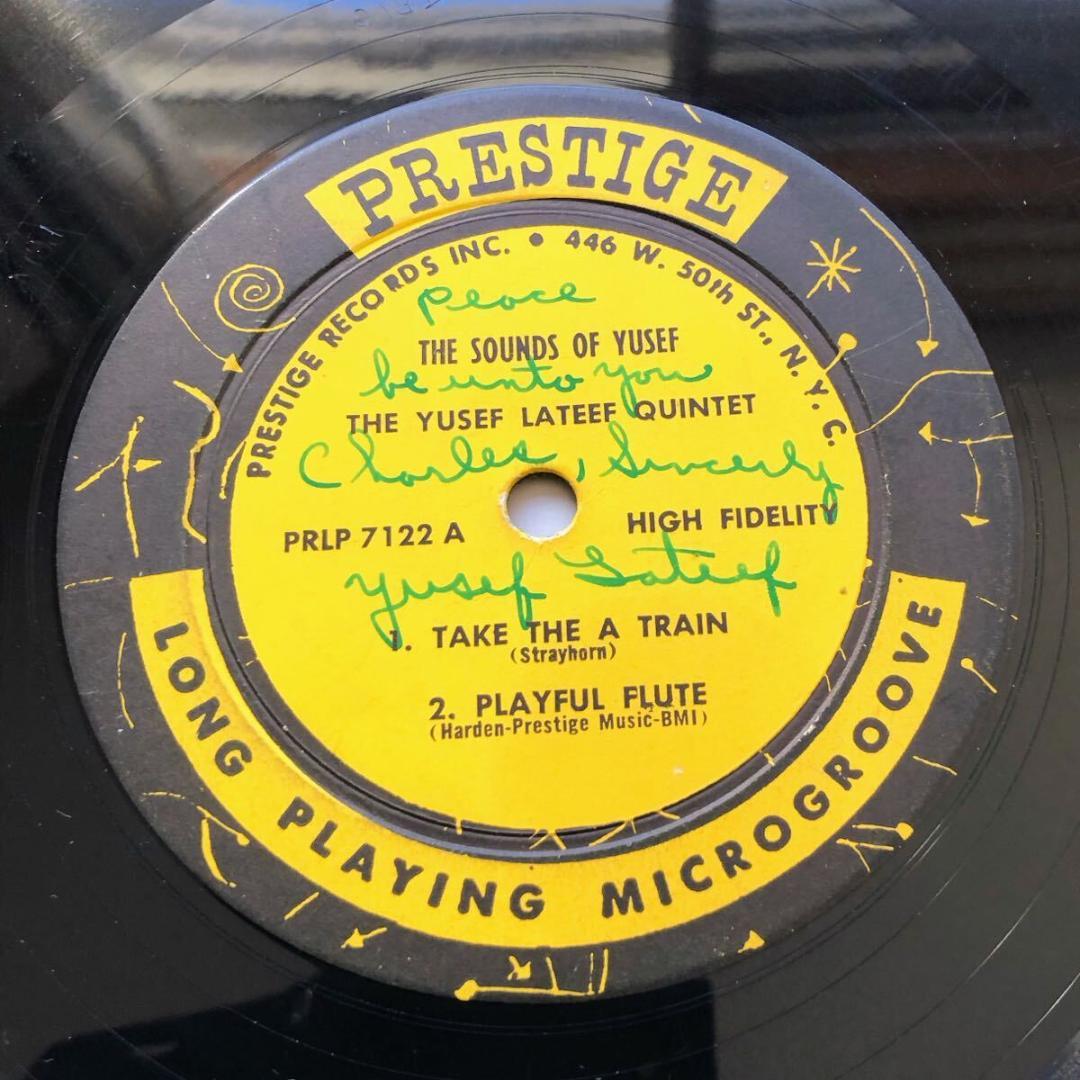 PRESTIGE
PRESTIGE RECORDS INC. • 446 W. 50th ST., N. Y. C.
Peace
THE SOUNDS OF YUSEF
be unto you
THE YUSEF LATEEF QUINTET
Charles, Sincerly
PRLP 7122 A
HIGH FIDELITY
Yusef Lateef
1. TAKE THE A TRAIN
(Strayhorn)
2. PLAYFUL FLUTE
(Harden-Prestige Music-BMI)
LONG PLAYING MICROGROOVE